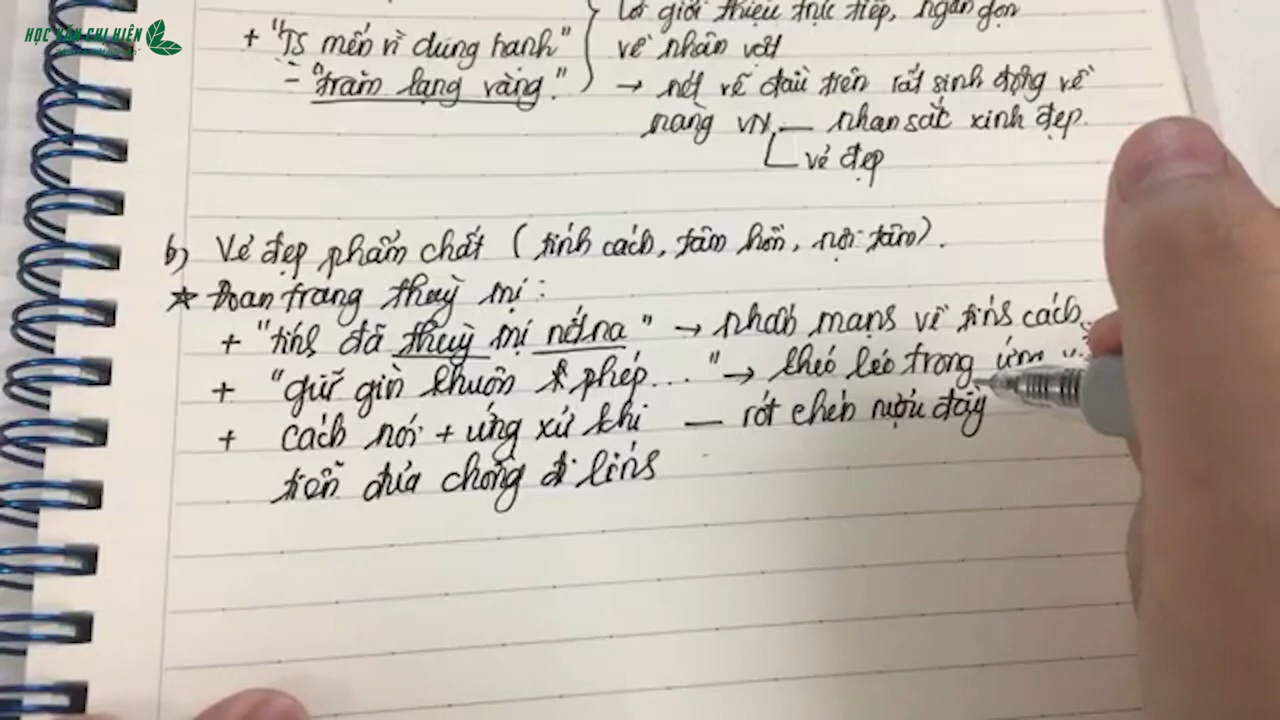 HỌC VĂN CHỊ HIÊN
lời giới thiệu trực tiếp, ngắn gọn
+ "TS mến vì dung hạnh" về nhân vật
- "trăm lạng vàng." → nét vẽ đầu tiên rất sinh động về
nàng VN — nhan sắc xinh đẹp.
vẻ đẹp
b) Vẻ đẹp phẩm chất (tính cách, tâm hồn, nội tâm).
* Đoan trang thuỳ mị:
+ "tính đã thuỳ mị nết na" → nhấn mạnh về tính cách
+ "giữ gìn khuôn phép..." → khéo léo trong ứng
+ cách nói + ứng xử khi — rót chén rượu đầy
tiễn đưa chồng đi lính